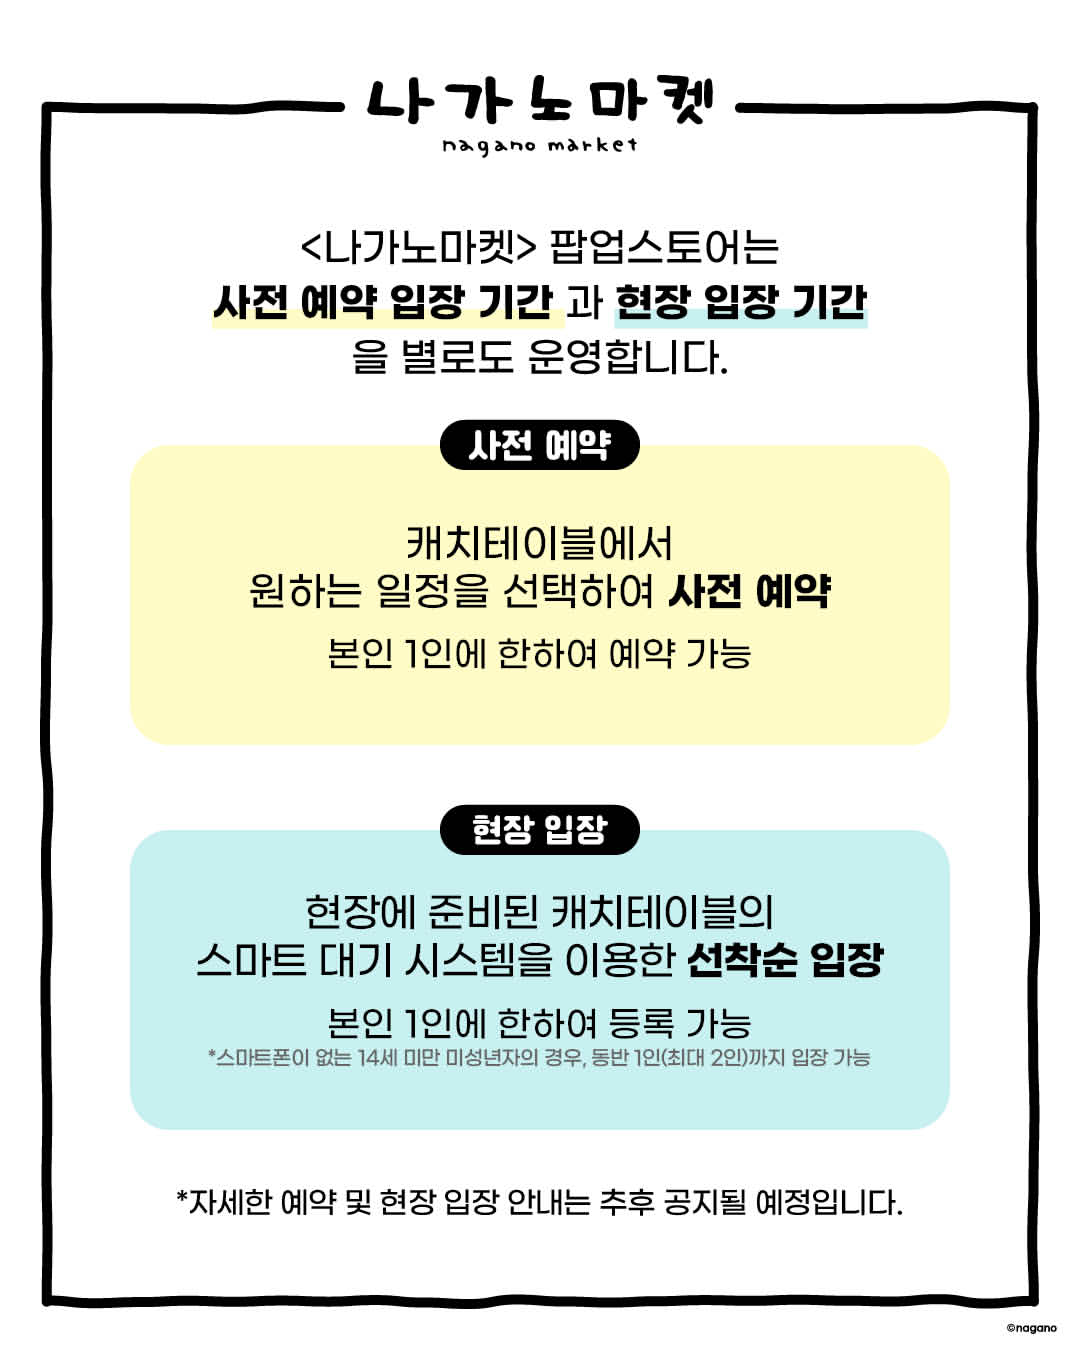 나가노마켓
nagano market
<나가노마켓> 팝업스토어는
사전 예약 입장 기간 과 현장 입장 기간
을 별로도 운영합니다.
사전 예약
캐치테이블에서
원하는 일정을 선택하여 사전 예약
본인 1인에 한하여 예약 가능
현장 입장
현장에 준비된 캐치테이블의
스마트 대기 시스템을 이용한 선착순 입장
본인 1인에 한하여 등록 가능
*스마트폰이 없는 14세 미만 미성년자의 경우, 동반 1인(최대 2인)까지 입장 가능
*자세한 예약 및 현장 입장 안내는 추후 공지될 예정입니다.
©nagano